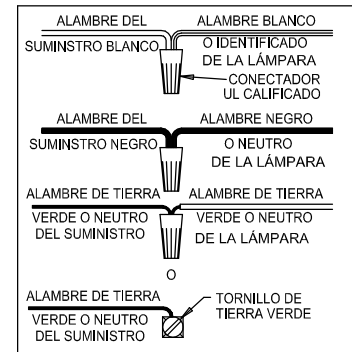 ALAMBRE DEL
SUMINSTRO BLANCO
ALAMBRE BLANCO
O IDENTIFICADO
DE LA LÁMPARA
CONECTADOR
UL CALIFICADO
ALAMBRE DEL
SUMINSTRO NEGRO
ALAMBRE NEGRO
O NEUTRO
DE LA LÁMPARA
ALAMBRE DE TIERRA
VERDE O NEUTRO
DEL SUMINISTRO
ALAMBRE DE TIERRA
VERDE O NEUTRO
DE LA LÁMPARA
O
ALAMBRE DE TIERRA
VERDE O NEUTRO
DEL SUMINISTRO
TORNILLO DE
TIERRA VERDE